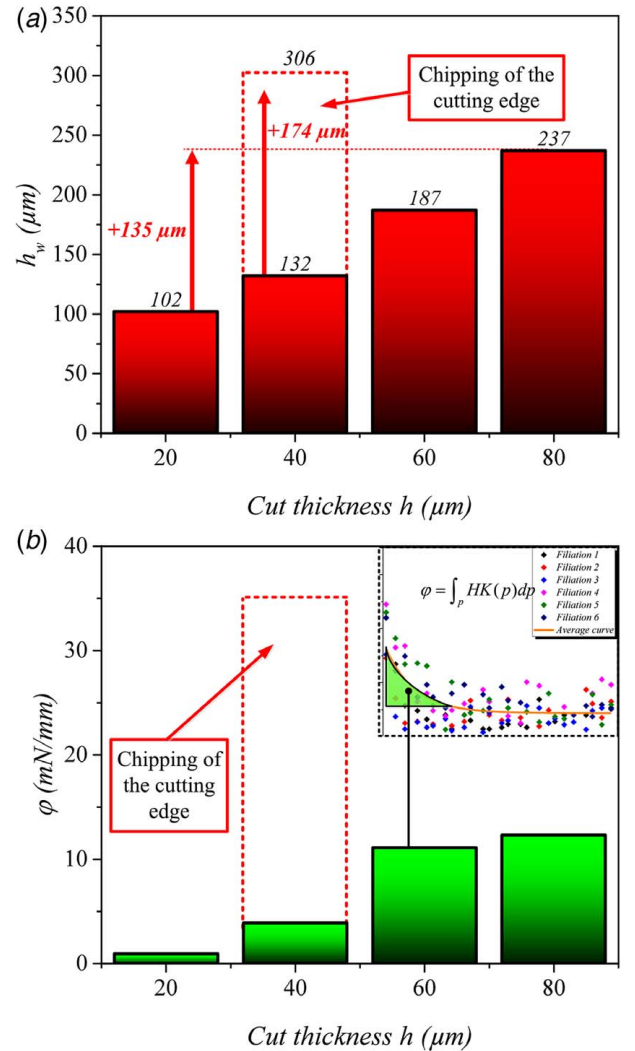 (a)
350
300
250
200
150
100
50
0
h_w (μm)
306
Chipping of the
cutting edge
+174 μm
237
+135 μm
187
132
102
20 40 60 80
Cut thickness h (μm)
(b)
40
30
20
10
0
φ (mN/mm)
φ = ∫_p HK(p)dp
Filiation 1
Filiation 2
Filiation 3
Filiation 4
Filiation 5
Filiation 6
Average curve
Chipping of
the cutting
edge
20 40 60 80
Cut thickness h (μm)